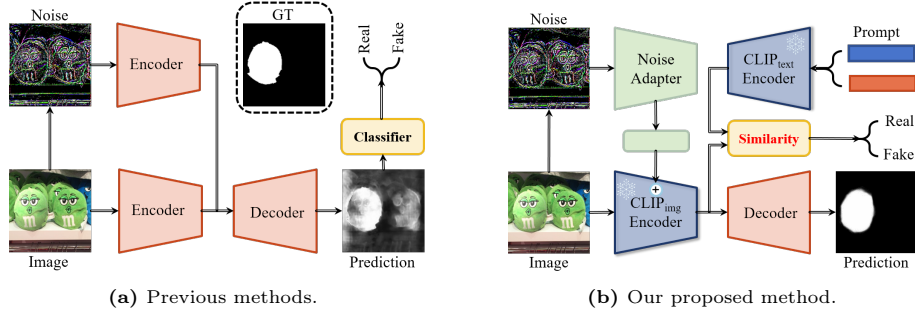 Noise
Encoder
GT
Real
Fake
Classifier
Encoder
Decoder
Image
Prediction
(a) Previous methods.
Noise
Noise
Adapter
CLIPtext
Encoder
Prompt
Similarity
Real
Fake
+
CLIPimg
Encoder
Decoder
Image
Prediction
(b) Our proposed method.